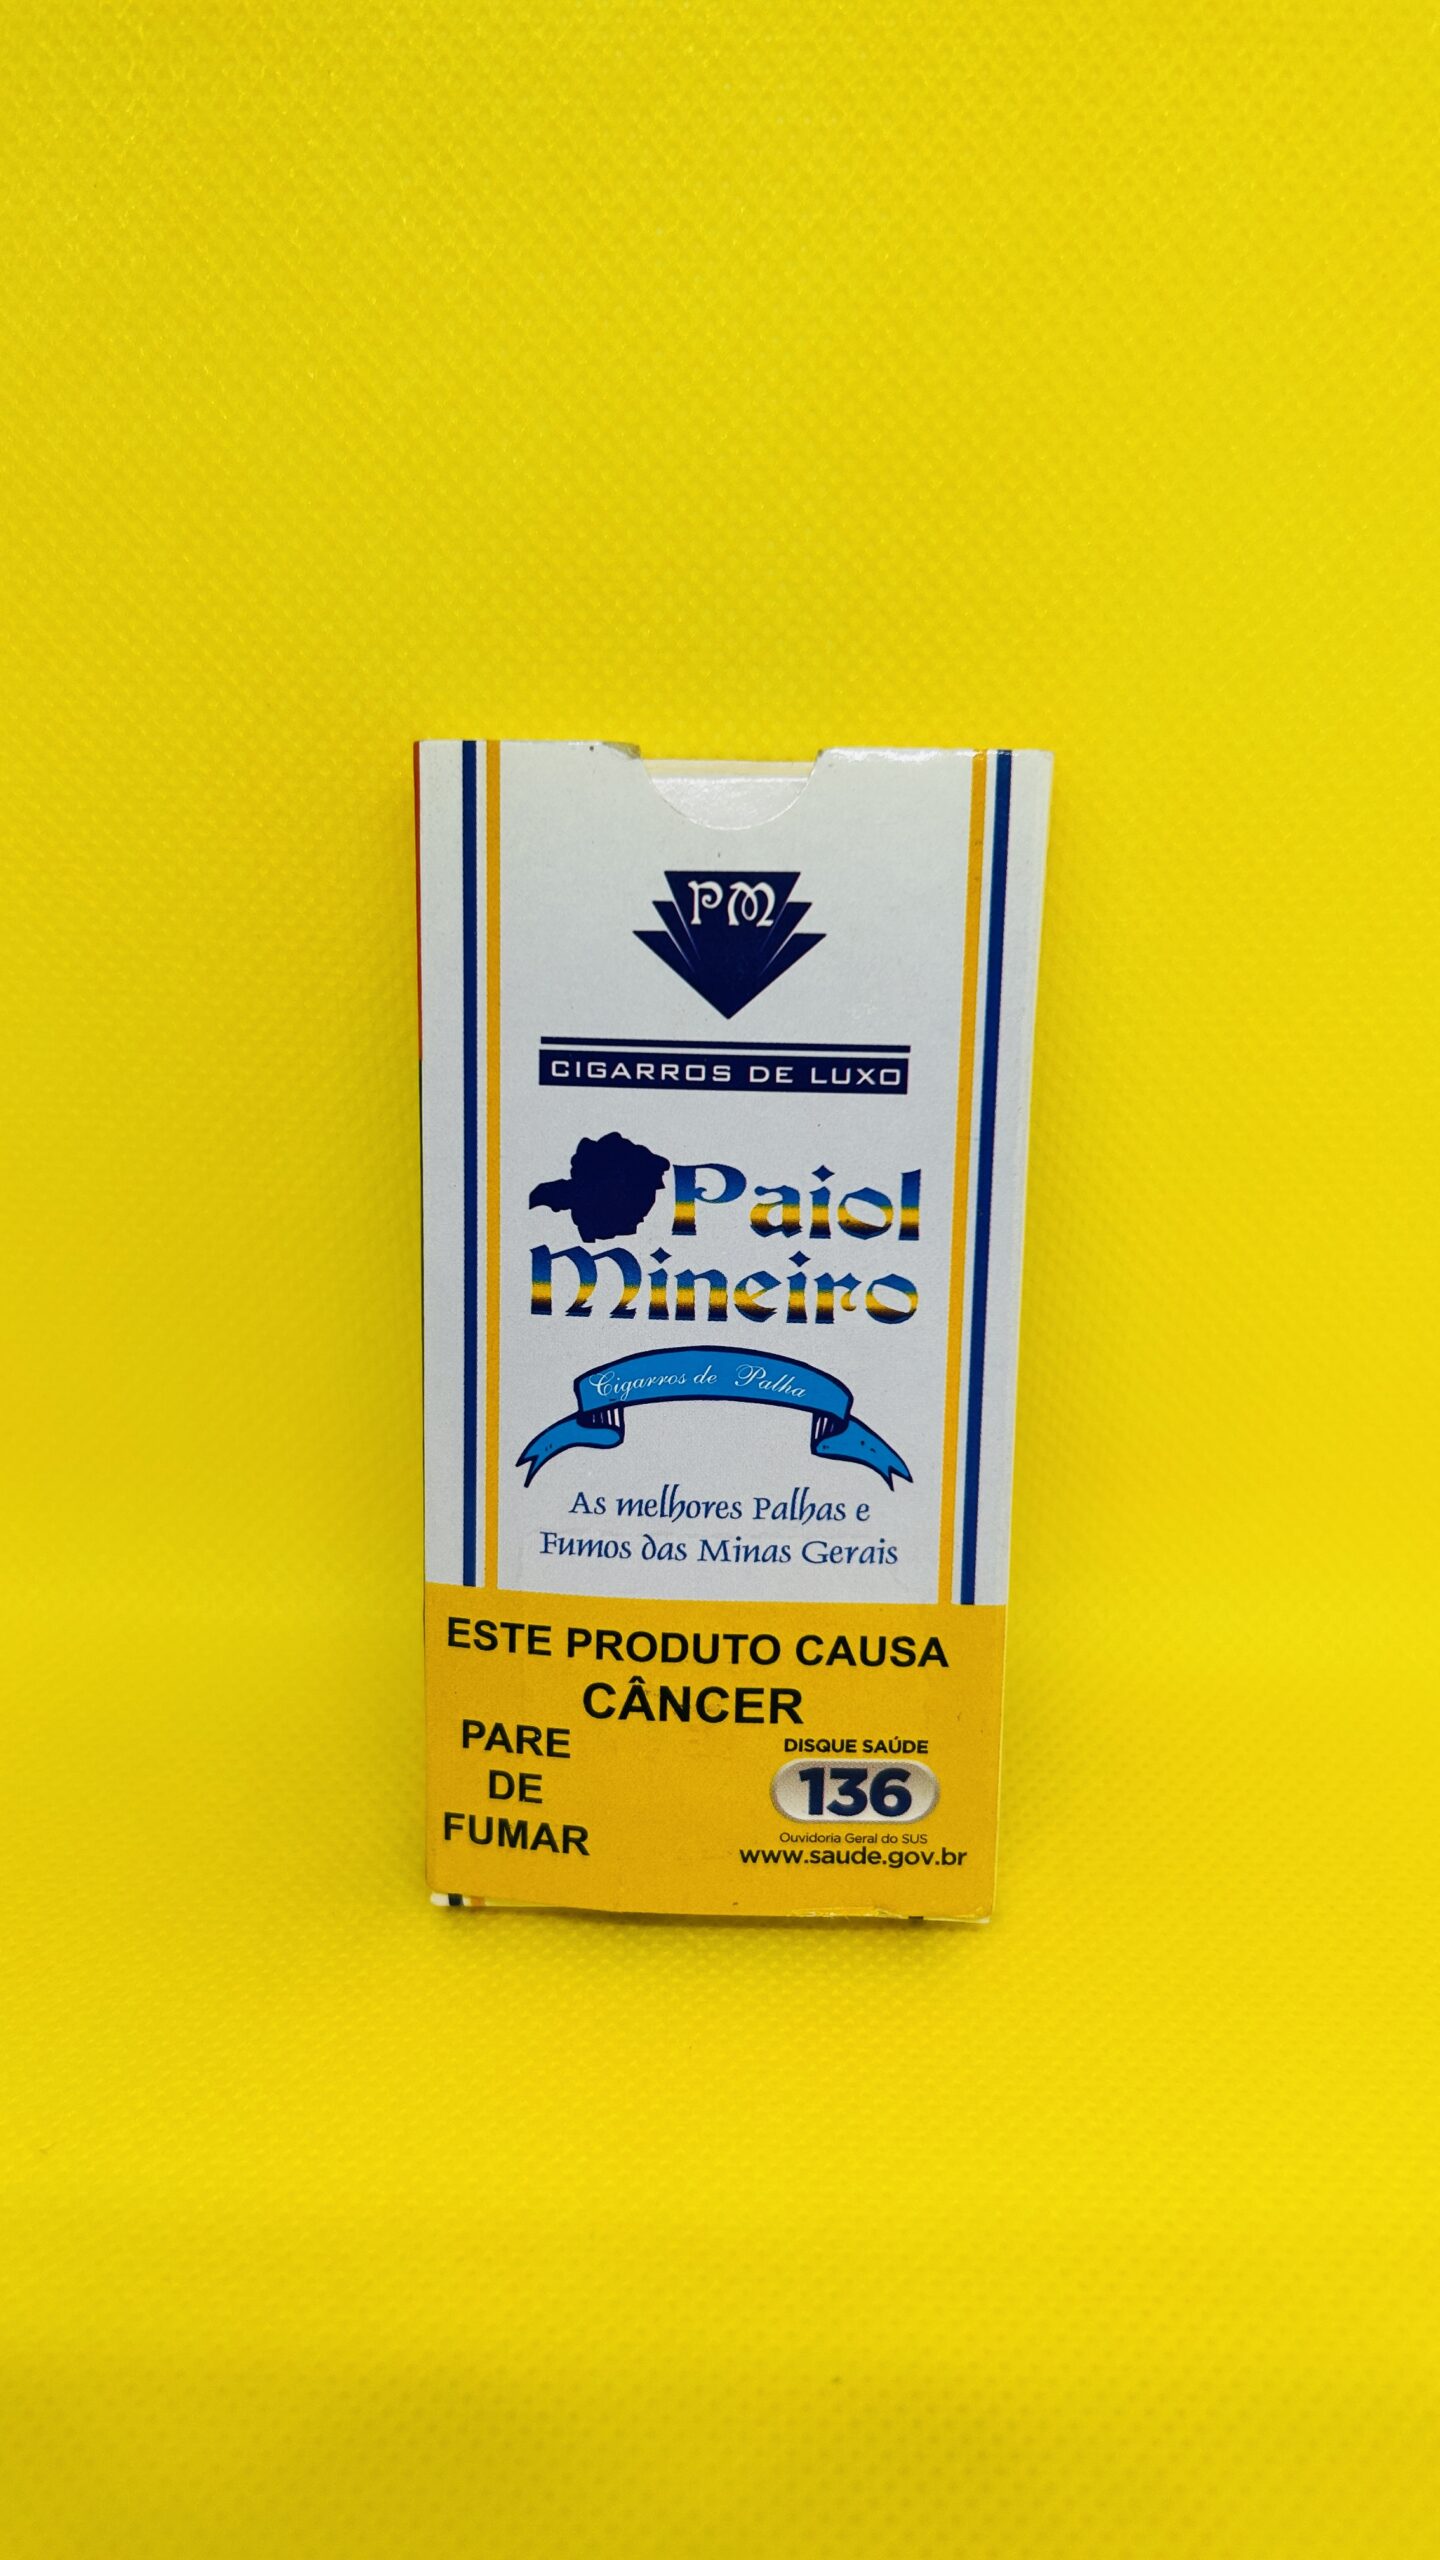 PM
CIGARROS DE LUXO
Paiol
Mineiro
Cigarros de Palha
As melhores Palhas e
Fumos das Minas Gerais
ESTE PRODUTO CAUSA
CÂNCER
PARE
DE
FUMAR
DISQUE SAÚDE
136
Ouvidoria Geral do SUS
www.saude.gov.br